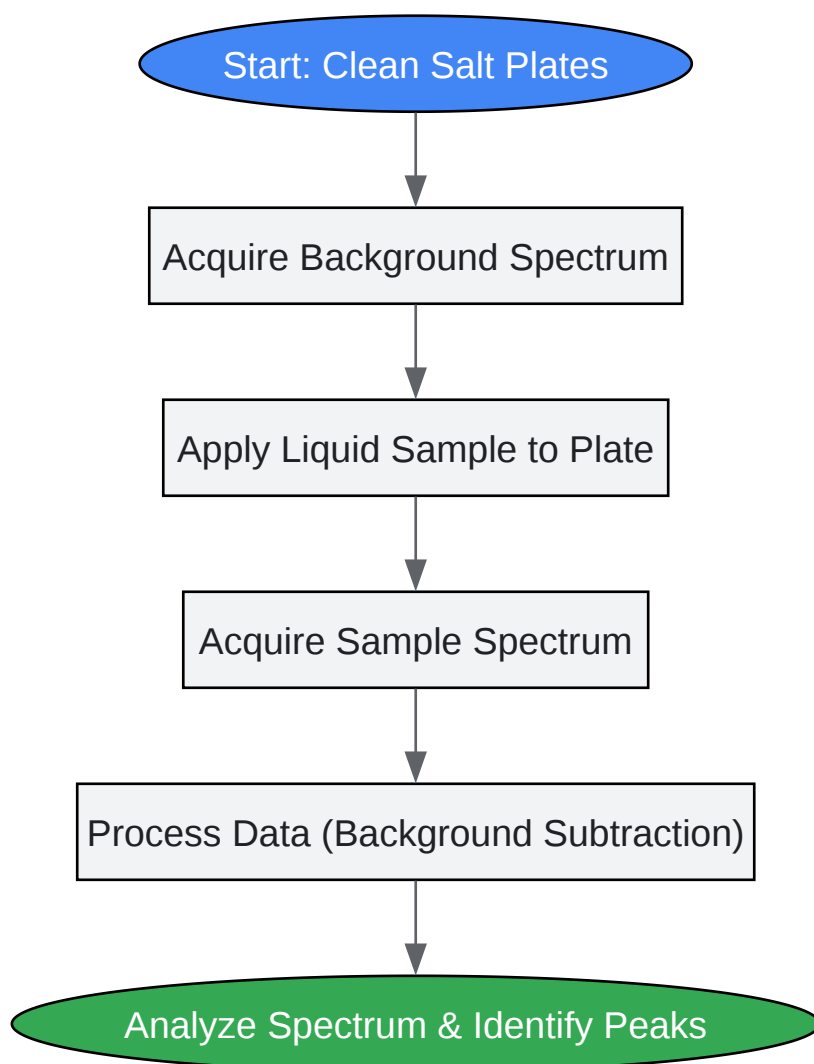 Start: Clean Salt Plates
Acquire Background Spectrum
Apply Liquid Sample to Plate
Acquire Sample Spectrum
Process Data (Background Subtraction)
Analyze Spectrum & Identify Peaks